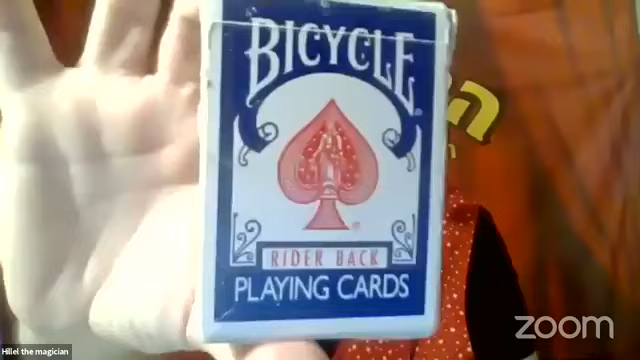 BICYCLE
RIDER BACK
PLAYING CARDS
Hillel the magician
zoom